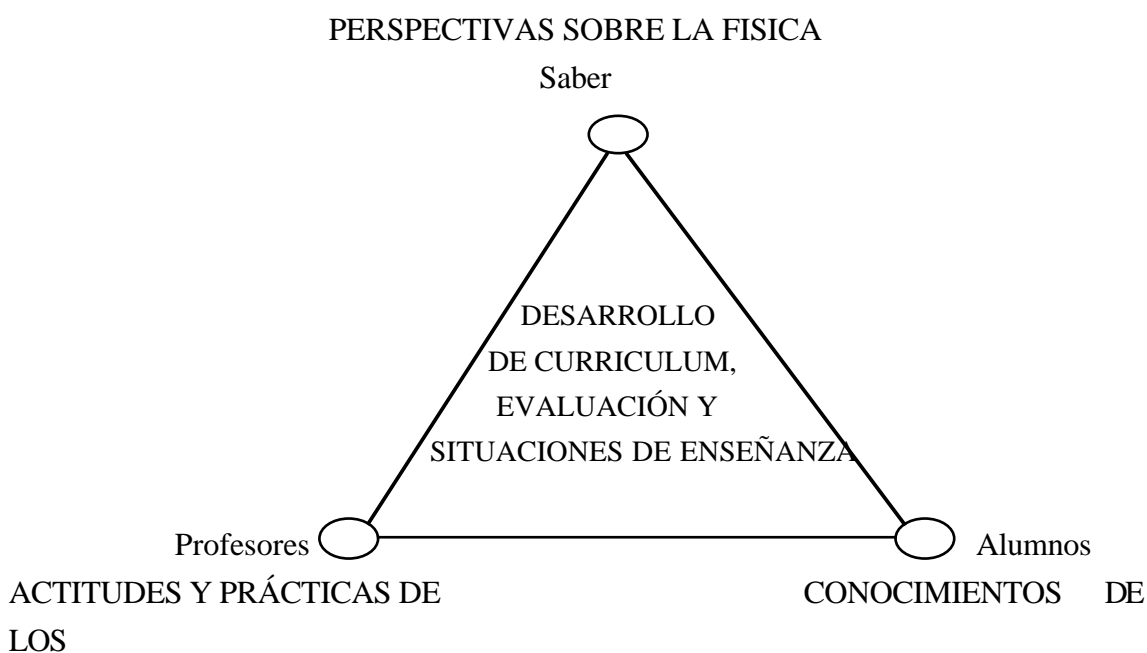 PERSPECTIVAS SOBRE LA FISICA
Saber
DESARROLLO
DE CURRICULUM,
EVALUACIÓN Y
SITUACIONES DE ENSEÑANZA
Profesores
Alumnos
ACTITUDES Y PRÁCTICAS DE
LOS
CONOCIMIENTOS DE